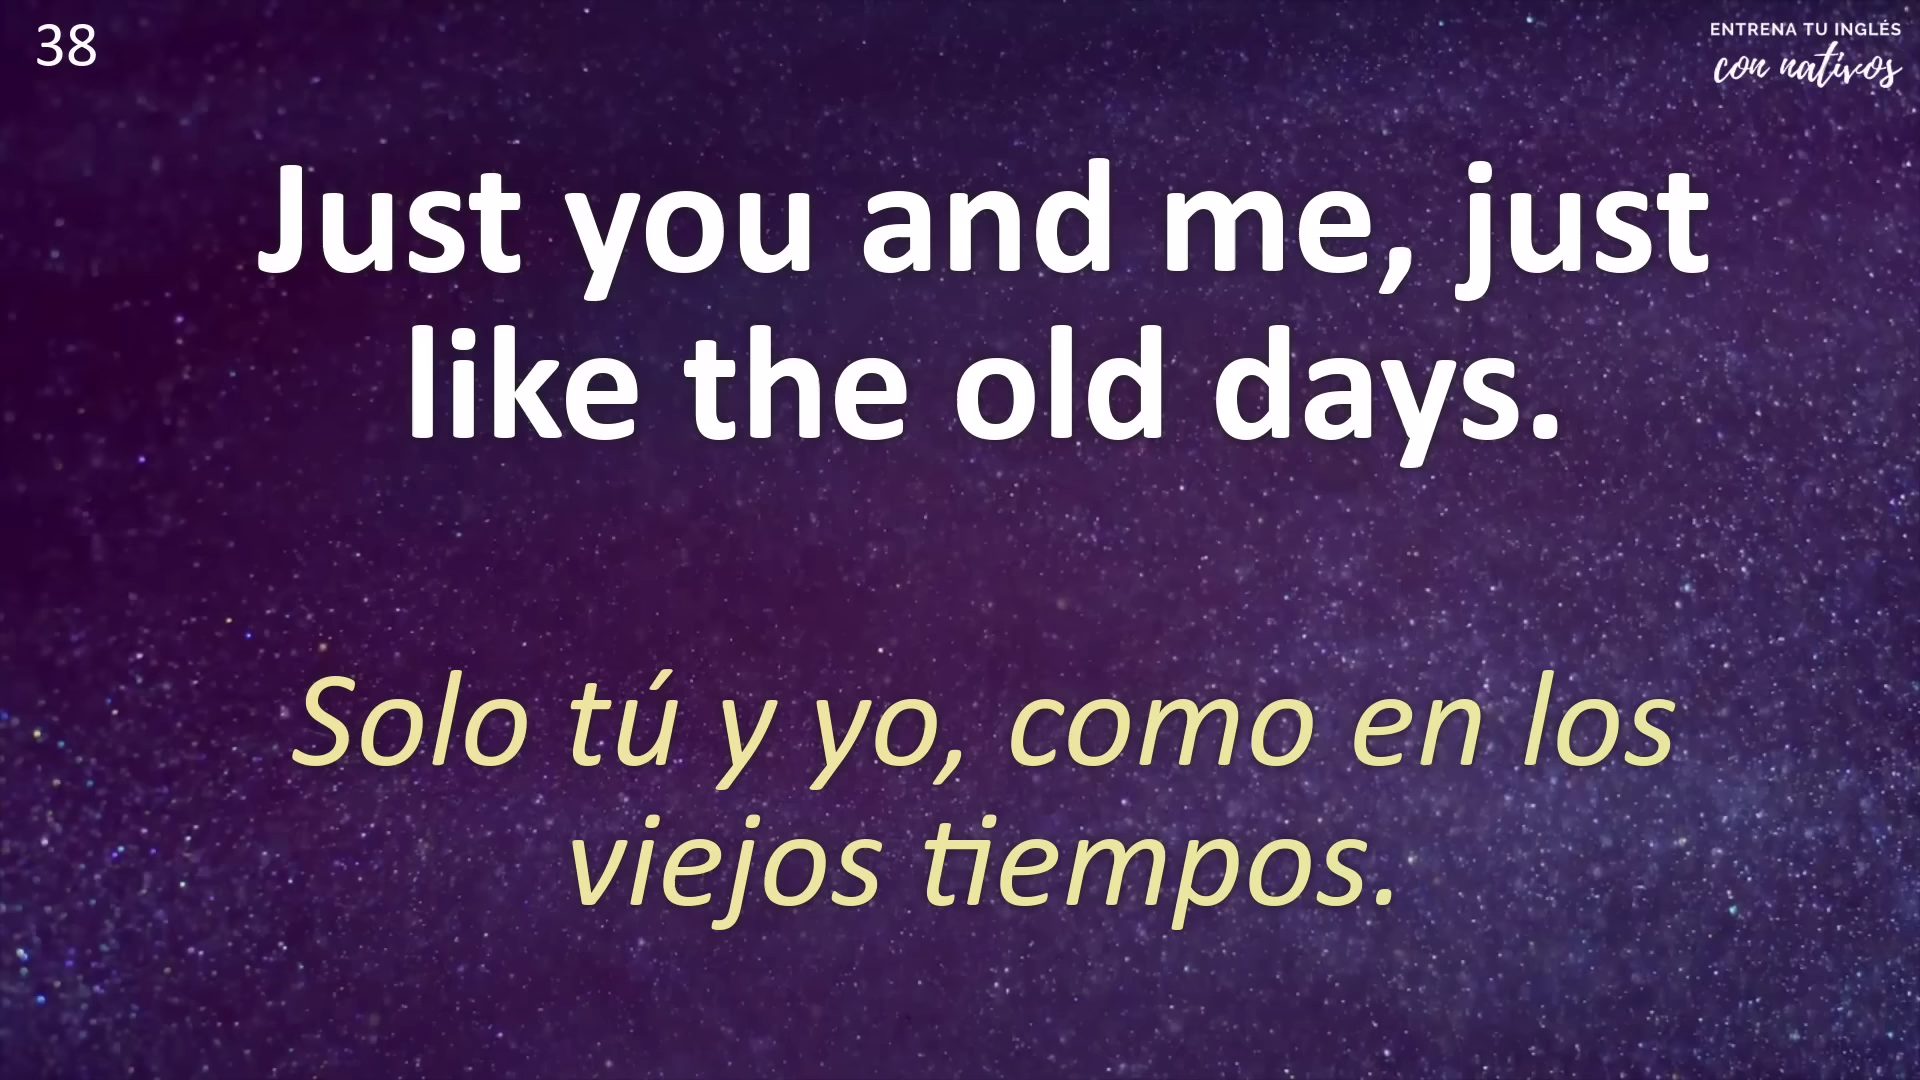 38
ENTRENA TU INGLÉS
con nativos
Just you and me, just
like the old days.
Solo tú y yo, como en los
viejos tiempos.